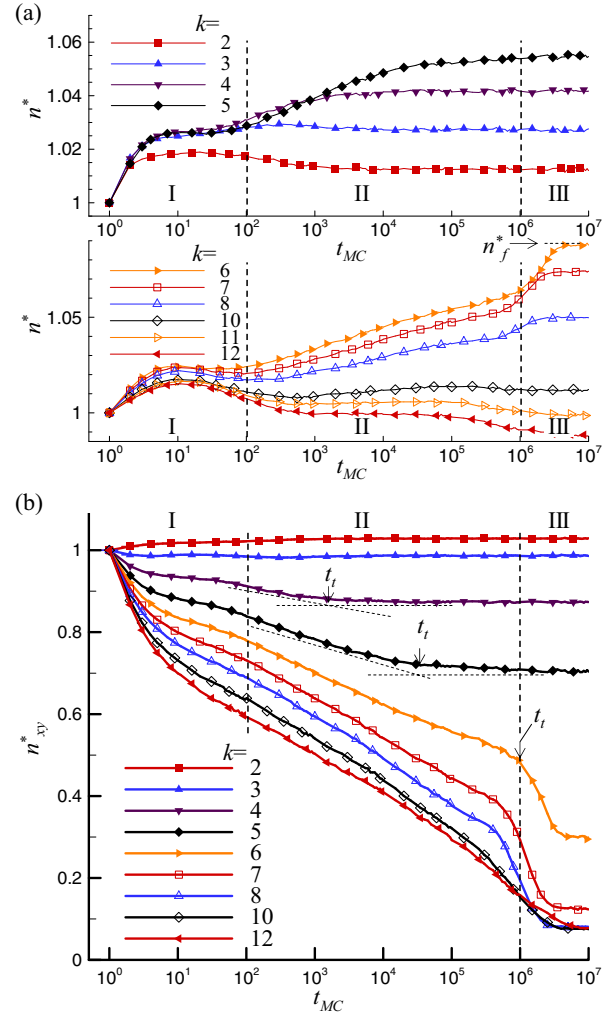 (a)
k=
2
3
4
5
1.06
1.04
1.02
1
n*
I
II
III
10^0 10^1 10^2 10^3 10^4 10^5 10^6 10^7
t_MC
k=
6
7
8
10
11
12
n*_f
1.05
1
n*
I
II
III
10^0 10^1 10^2 10^3 10^4 10^5 10^6 10^7
t_MC
(b)
I
II
III
1
0.8
0.6
0.4
0.2
0
n*_xy
t_t
t_t
t_t
k=
2
3
4
5
6
7
8
10
12
10^0 10^1 10^2 10^3 10^4 10^5 10^6 10^7
t_MC